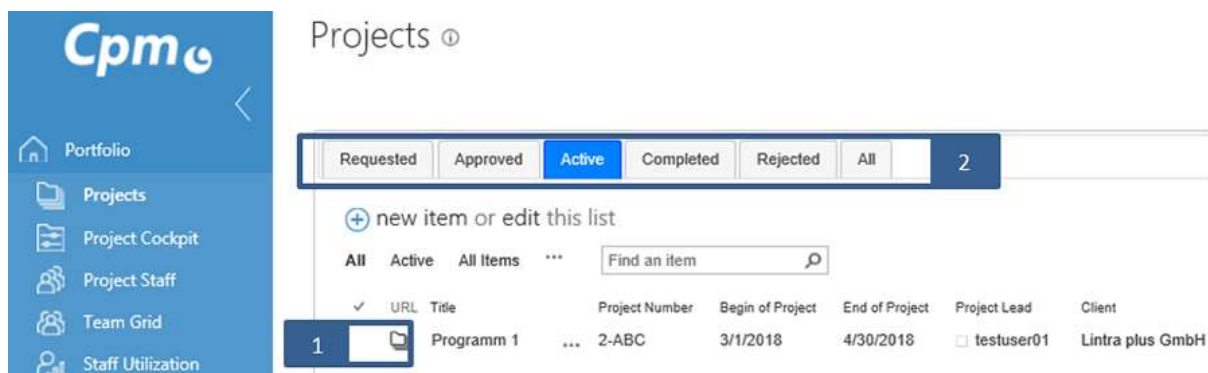 Cpm
Projects
Portfolio
Projects
Project Cockpit
Project Staff
Team Grid
Staff Utilization
Requested Approved Active Completed Rejected All 2
new item or edit this list
All Active All Items ... Find an item
URL Title Project Number Begin of Project End of Project Project Lead Client
1 Programm 1 ... 2-ABC 3/1/2018 4/30/2018 testuser01 Lintra plus GmbH